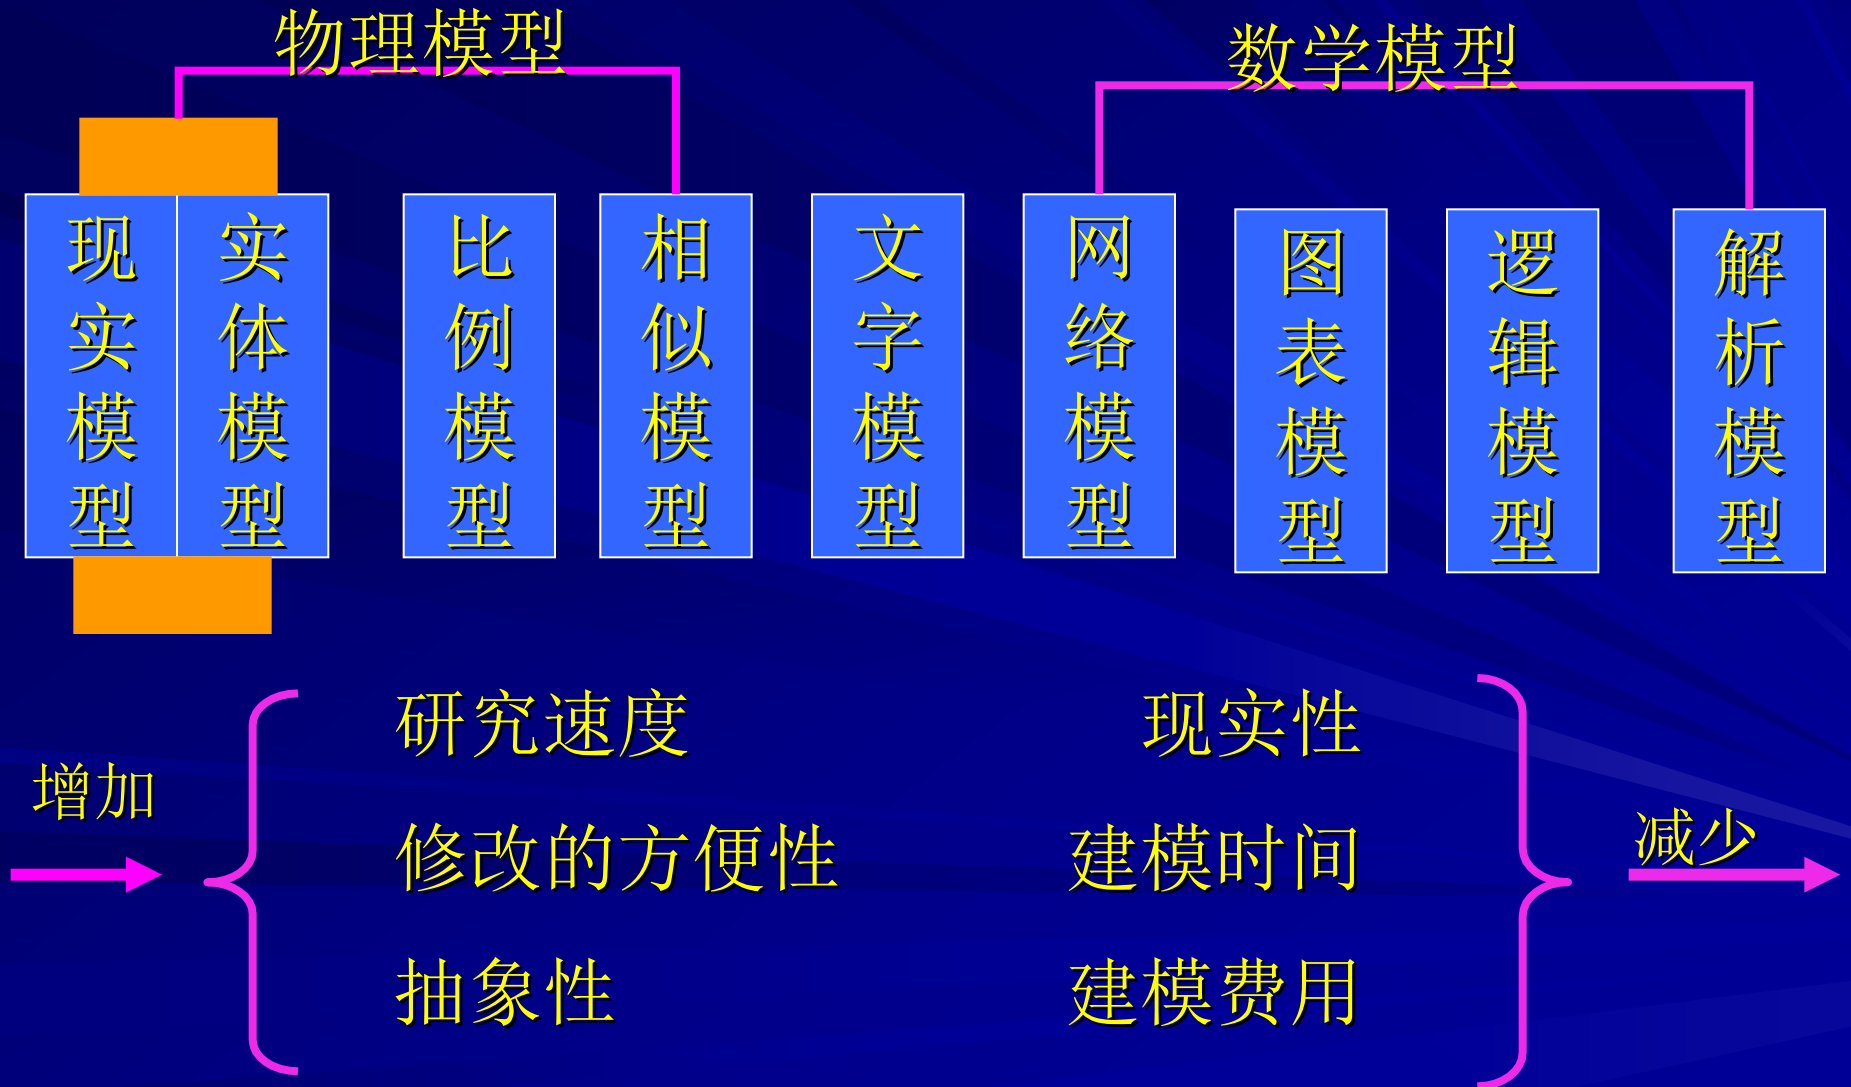 物理模型
数学模型
现实模型
实体模型
比例模型
相似模型
文字模型
网络模型
图表模型
逻辑模型
解析模型
增加
研究速度
修改的方便性
抽象性
现实性
建模时间
建模费用
减少